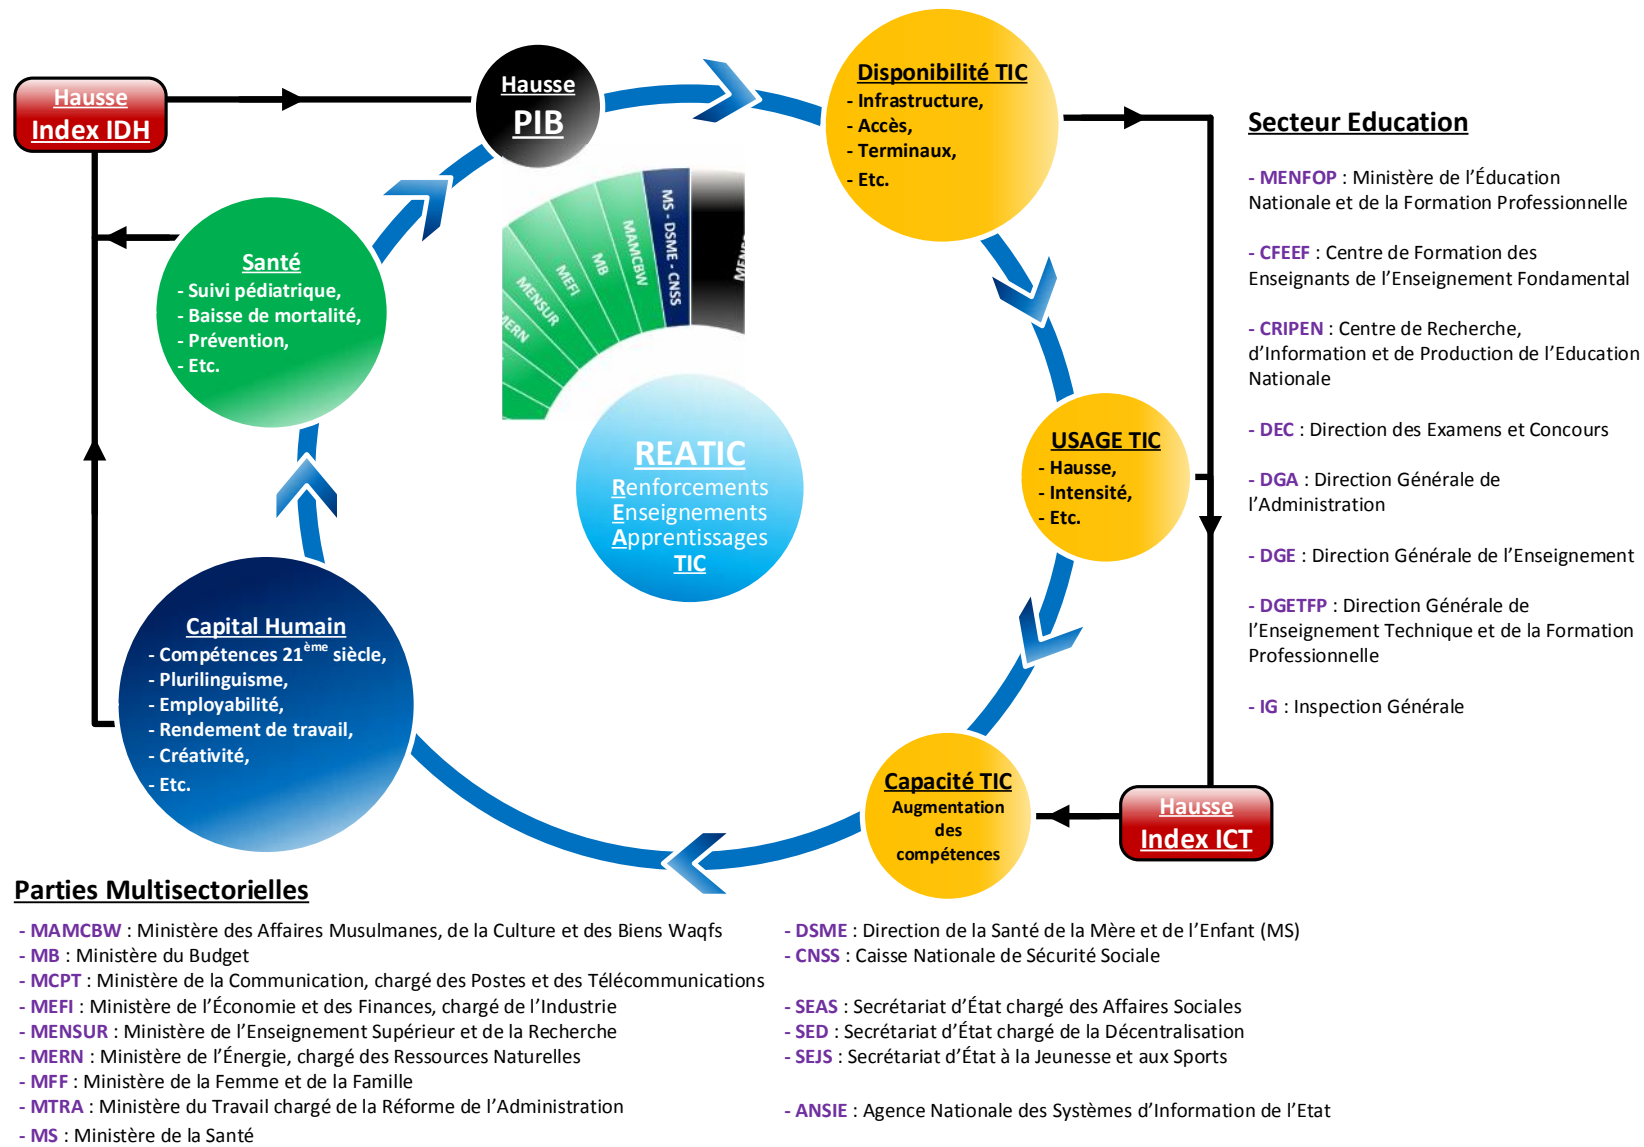 Hausse
Index IDH
Hausse
PIB
Disponibilité TIC
- Infrastructure,
- Accès,
- Terminaux,
- Etc.
Santé
- Suivi pédiatrique,
- Baisse de mortalité,
- Prévention,
- Etc.
MERN
MENSUR
MEFI
MB
MAMCBW
MS - DSME - CNSS
REATIC
Renforcements
Enseignements
Apprentissages
TIC
USAGE TIC
- Hausse,
- Intensité,
- Etc.
Capital Humain
- Compétences 21ème siècle,
- Plurilinguisme,
- Employabilité,
- Rendement de travail,
- Créativité,
- Etc.
Capacité TIC
Augmentation
des
compétences
Hausse
Index ICT
Secteur Education
- MENFOP : Ministère de l’Éducation
Nationale et de la Formation Professionnelle
- CFEEF : Centre de Formation des
Enseignants de l’Enseignement Fondamental
- CRIPEN : Centre de Recherche,
d’Information et de Production de l’Education
Nationale
- DEC : Direction des Examens et Concours
- DGA : Direction Générale de
l’Administration
- DGE : Direction Générale de l’Enseignement
- DGETFP : Direction Générale de
l’Enseignement Technique et de la Formation
Professionnelle
- IG : Inspection Générale
Parties Multisectorielles
- MAMCBW : Ministère des Affaires Musulmanes, de la Culture et des Biens Waqfs
- MB : Ministère du Budget
- MCPT : Ministère de la Communication, chargé des Postes et des Télécommunications
- MEFI : Ministère de l’Économie et des Finances, chargé de l’Industrie
- MENSUR : Ministère de l’Enseignement Supérieur et de la Recherche
- MERN : Ministère de l’Énergie, chargé des Ressources Naturelles
- MFF : Ministère de la Femme et de la Famille
- MTRA : Ministère du Travail chargé de la Réforme de l’Administration
- MS : Ministère de la Santé
- DSME : Direction de la Santé de la Mère et de l’Enfant (MS)
- CNSS : Caisse Nationale de Sécurité Sociale
- SEAS : Secrétariat d’État chargé des Affaires Sociales
- SED : Secrétariat d’État chargé de la Décentralisation
- SEJS : Secrétariat d’État à la Jeunesse et aux Sports
- ANSIE : Agence Nationale des Systèmes d’Information de l’Etat